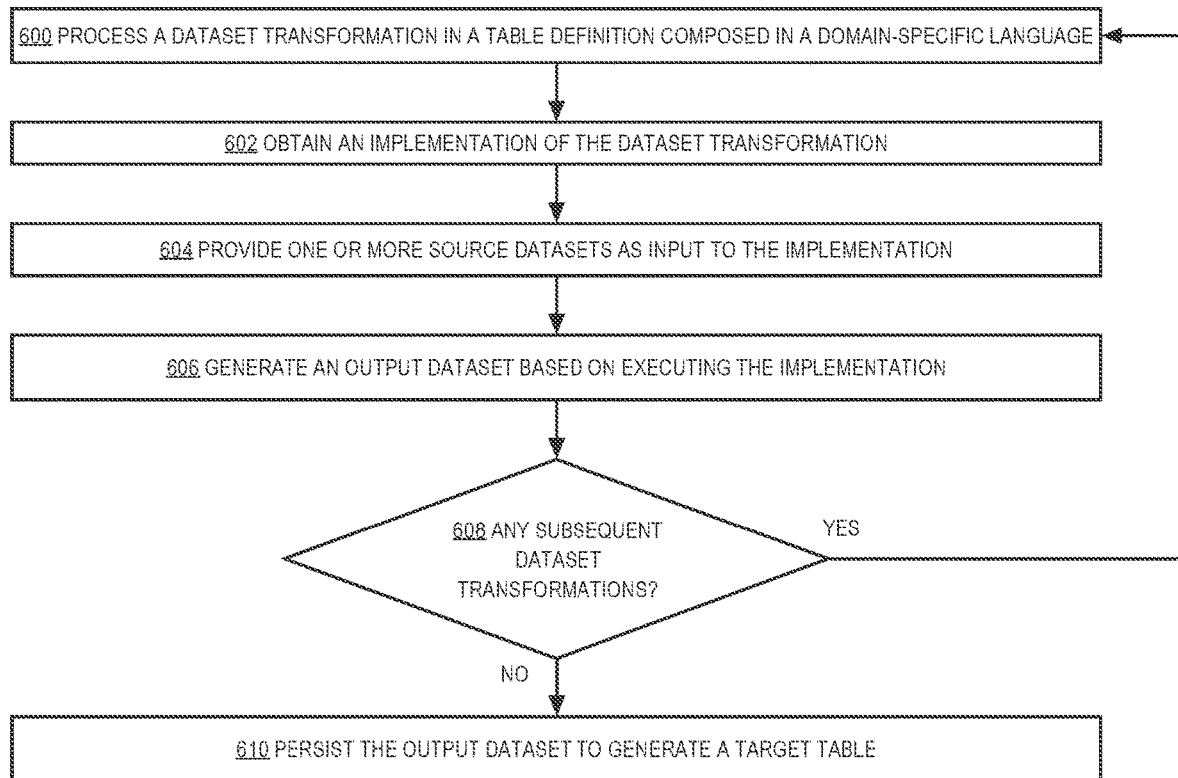 600 PROCESS A DATASET TRANSFORMATION IN A TABLE DEFINITION COMPOSED IN A DOMAIN-SPECIFIC LANGUAGE
602 OBTAIN AN IMPLEMENTATION OF THE DATASET TRANSFORMATION
604 PROVIDE ONE OR MORE SOURCE DATASETS AS INPUT TO THE IMPLEMENTATION
606 GENERATE AN OUTPUT DATASET BASED ON EXECUTING THE IMPLEMENTATION
608 ANY SUBSEQUENT
DATASET
TRANSFORMATIONS?
YES
NO
610 PERSIST THE OUTPUT DATASET TO GENERATE A TARGET TABLE